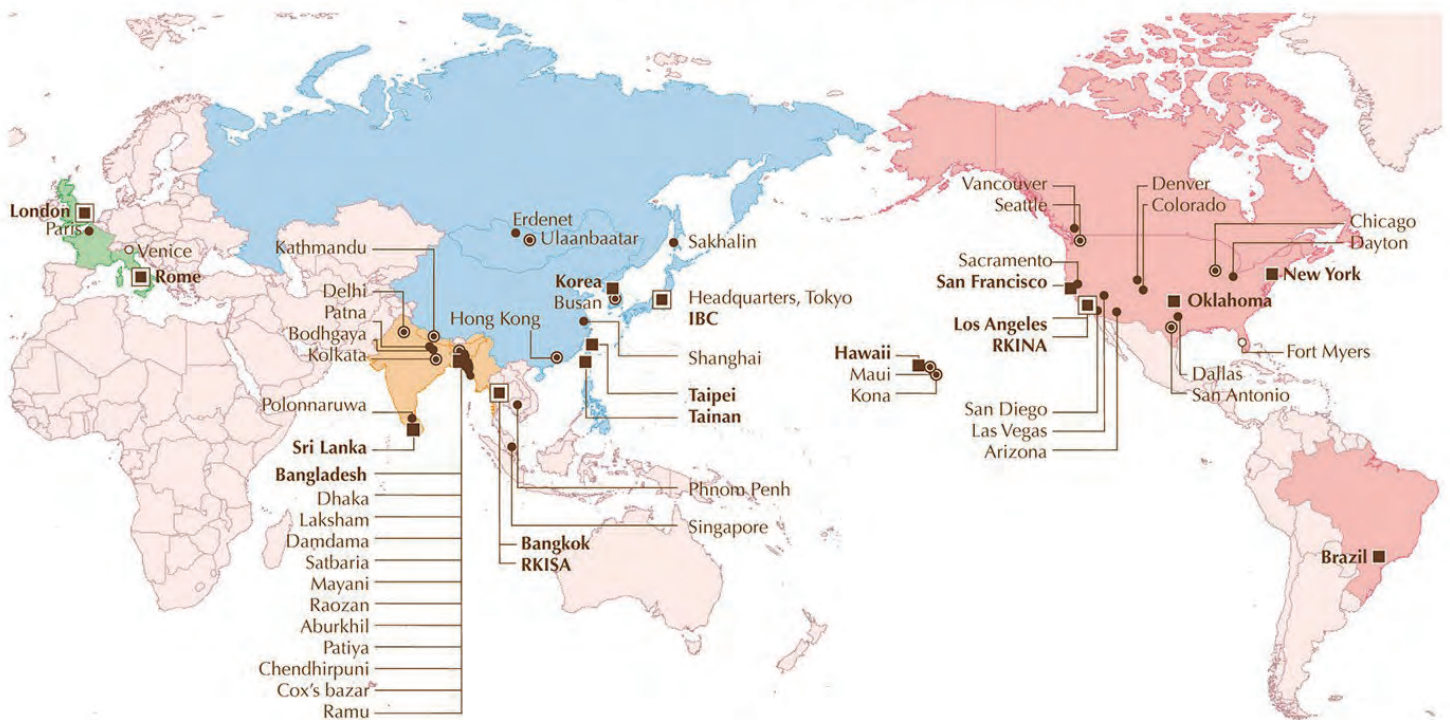 London
Paris
Venice
Rome
Kathmandu
Delhi
Patna
Bodhgaya
Kolkata
Polonnaruwa
Sri Lanka
Bangladesh
Dhaka
Laksham
Damdama
Satbaria
Mayani
Raozan
Aburkhil
Patiya
Chendhirpuni
Cox's bazar
Ramu
Erdenet
Ulaanbaatar
Sakhalin
Korea
Busan
Headquarters, Tokyo
IBC
Hong Kong
Shanghai
Taipei
Tainan
Phnom Penh
Singapore
Bangkok
RKISA
Hawaii
Maui
Kona
Vancouver
Seattle
Denver
Colorado
Chicago
Dayton
Sacramento
San Francisco
New York
Oklahoma
Los Angeles
RKINA
Fort Myers
Dallas
San Antonio
San Diego
Las Vegas
Arizona
Brazil